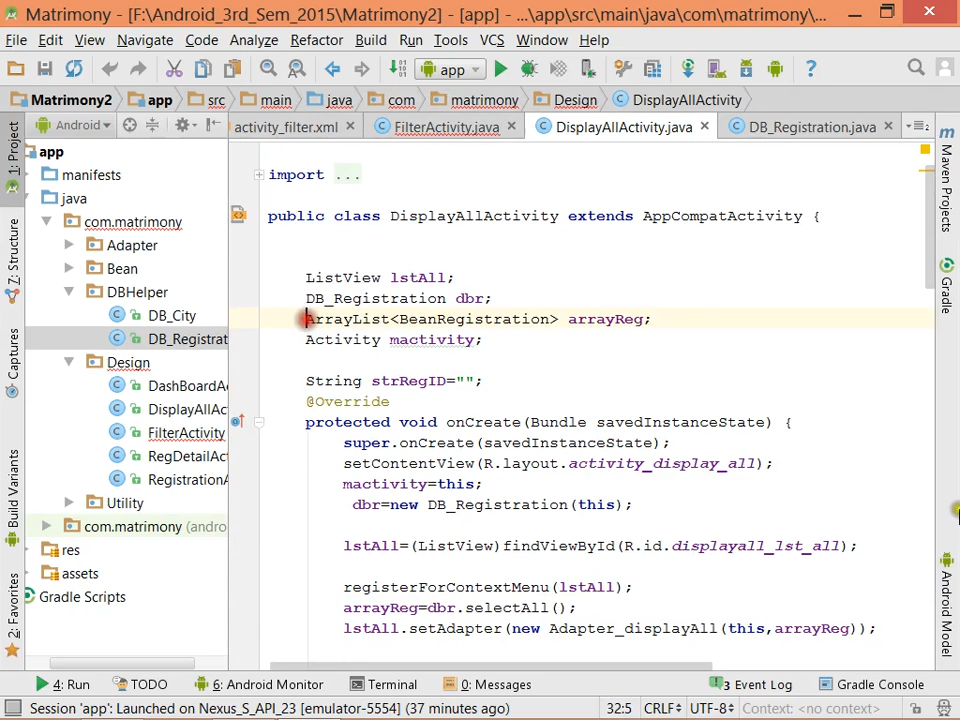 Matrimony - [F:\Android_3rd_Sem_2015\Matrimony2] - [app] - ...\app\src\main\java\com\matrimony\...
File Edit View Navigate Code Analyze Refactor Build Run Tools VCS Window Help
app
Matrimony2 app src main java com matrimony Design DisplayAllActivity
Android activity_filter.xml FilterActivity.java DisplayAllActivity.java DB_Registration.java
1: Project
7: Structure
Captures
Build Variants
2: Favorites
app
manifests
java
com.matrimony
Adapter
Bean
DBHelper
DB_City
DB_Registrat
Design
DashBoardA
DisplayAllAc
FilterActivity
RegDetailAct
RegistrationA
Utility
com.matrimony (andro
res
assets
Gradle Scripts
import ...
public class DisplayAllActivity extends AppCompatActivity {
ListView lstAll;
DB_Registration dbr;
ArrayList<BeanRegistration> arrayReg;
Activity mactivity;
String strRegID="";
@Override
protected void onCreate(Bundle savedInstanceState) {
super.onCreate(savedInstanceState);
setContentView(R.layout.activity_display_all);
mactivity=this;
dbr=new DB_Registration(this);
lstAll=(ListView)findViewById(R.id.displayall_lst_all);
registerForContextMenu(lstAll);
arrayReg=dbr.selectAll();
lstAll.setAdapter(new Adapter_displayAll(this,arrayReg));
Maven Projects
Gradle
Android Model
4: Run TODO 6: Android Monitor Terminal 0: Messages 3 Event Log Gradle Console
Session 'app': Launched on Nexus_S_API_23 [emulator-5554] (37 minutes ago) 32:5 CRLF UTF-8 Context: <no context>